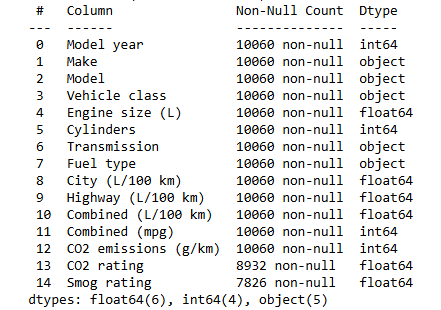 #   Column                  Non-Null Count  Dtype
---  ------                  --------------  -----
0   Model year              10060 non-null  int64
1   Make                    10060 non-null  object
2   Model                   10060 non-null  object
3   Vehicle class           10060 non-null  object
4   Engine size (L)         10060 non-null  float64
5   Cylinders               10060 non-null  int64
6   Transmission            10060 non-null  object
7   Fuel type               10060 non-null  object
8   City (L/100 km)         10060 non-null  float64
9   Highway (L/100 km)      10060 non-null  float64
10  Combined (L/100 km)     10060 non-null  float64
11  Combined (mpg)          10060 non-null  int64
12  CO2 emissions (g/km)    10060 non-null  int64
13  CO2 rating              8932 non-null   float64
14  Smog rating             7826 non-null   float64
dtypes: float64(6), int64(4), object(5)